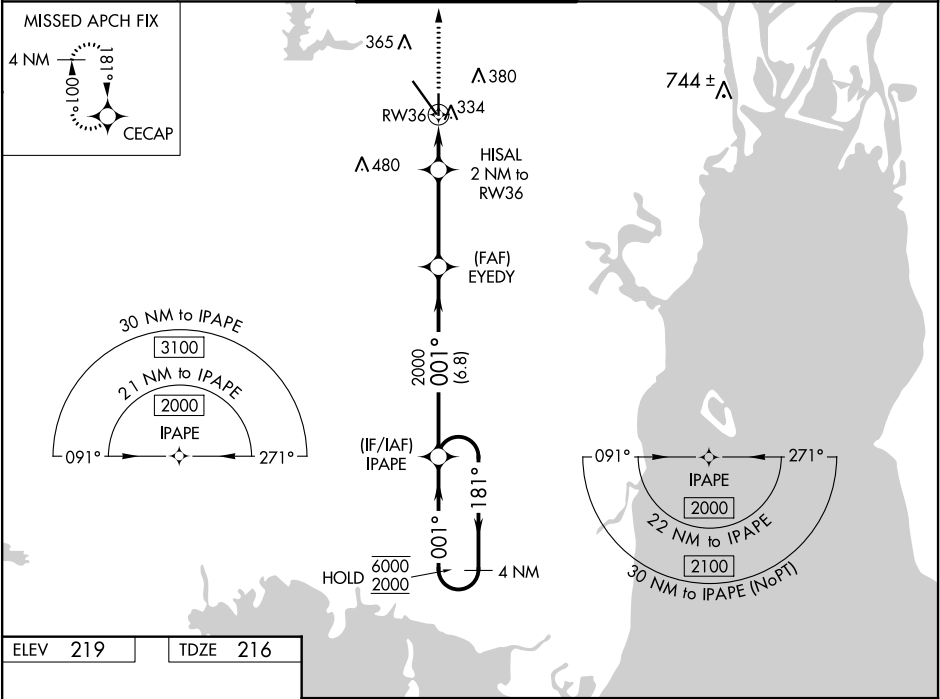 MISSED APCH FIX
4 NM
181°
001°
CECAP
365
380
744 ±
RW36
334
480
HISAL
2 NM to
RW36
(FAF)
EYEDY
2000
001°
(6.8)
30 NM to IPAPE
3100
21 NM to IPAPE
2000
IPAPE
091°
271°
(IF/IAF)
IPAPE
181°
001°
HOLD
6000
2000
4 NM
091°
271°
IPAPE
2000
22 NM to IPAPE
2100
30 NM to IPAPE (NoPT)
ELEV 219
TDZE 216